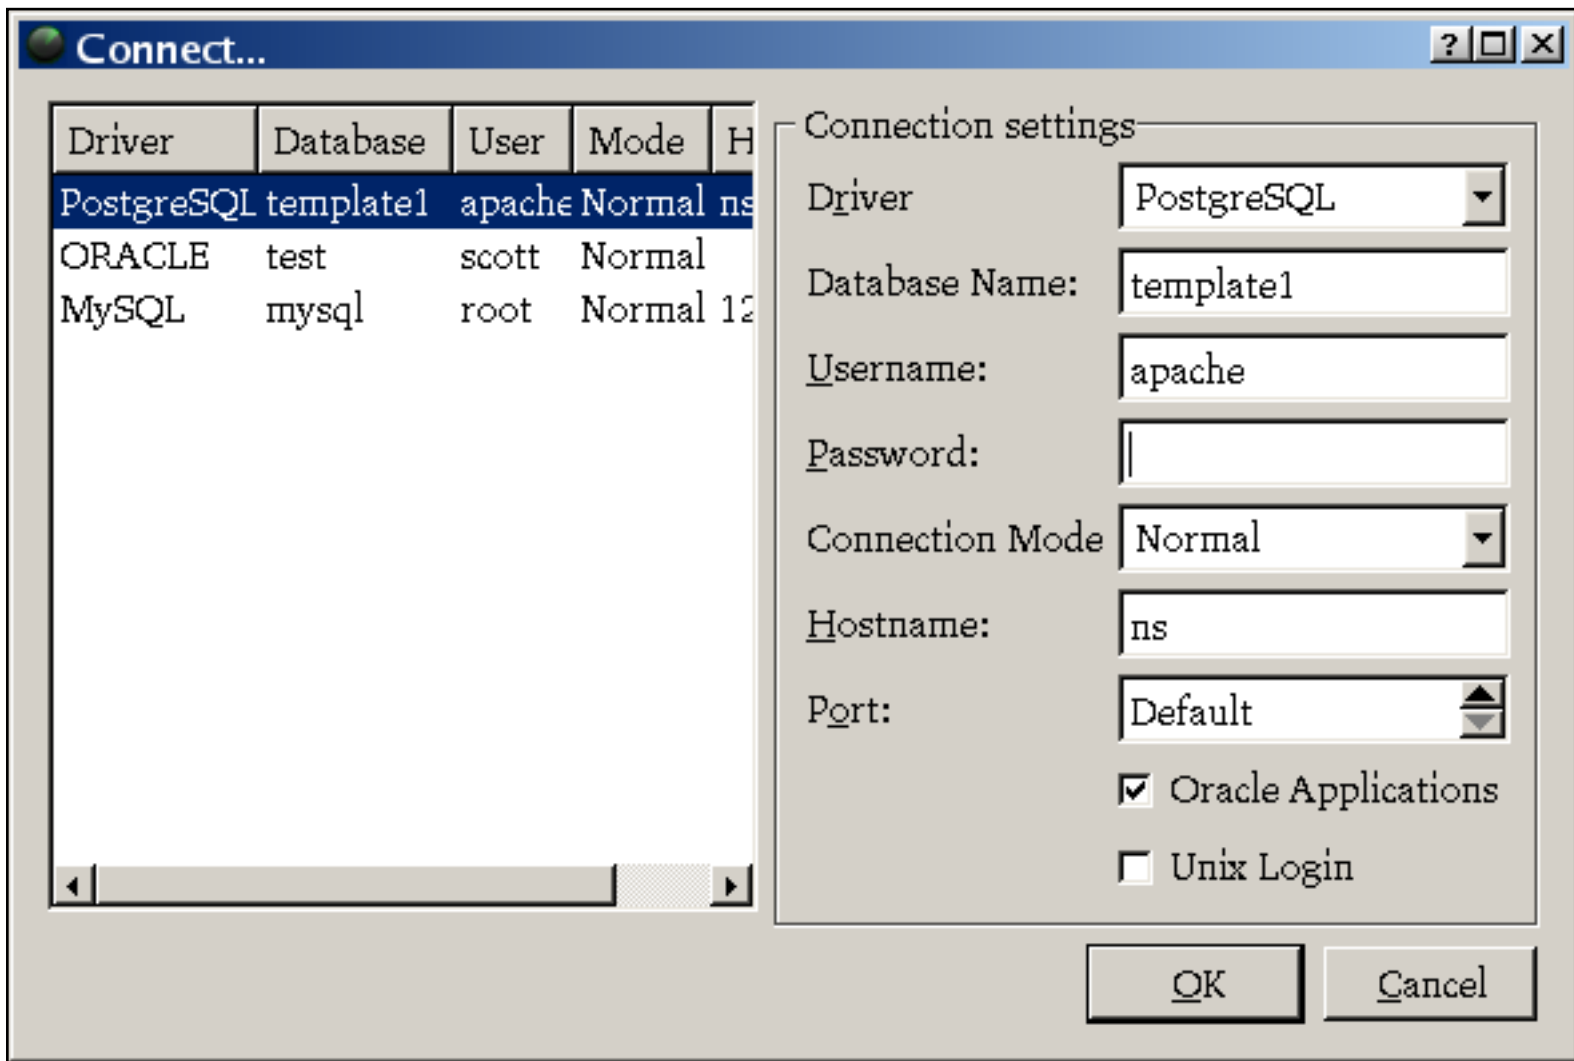 Connect...
Driver Database User Mode H
PostgreSQL template1 apache Normal ns
ORACLE test scott Normal
MySQL mysql root Normal 12
Connection settings
Driver PostgreSQL
Database Name: template1
Username: apache
Password:
Connection Mode Normal
Hostname: ns
Port: Default
Oracle Applications
Unix Login
OK Cancel